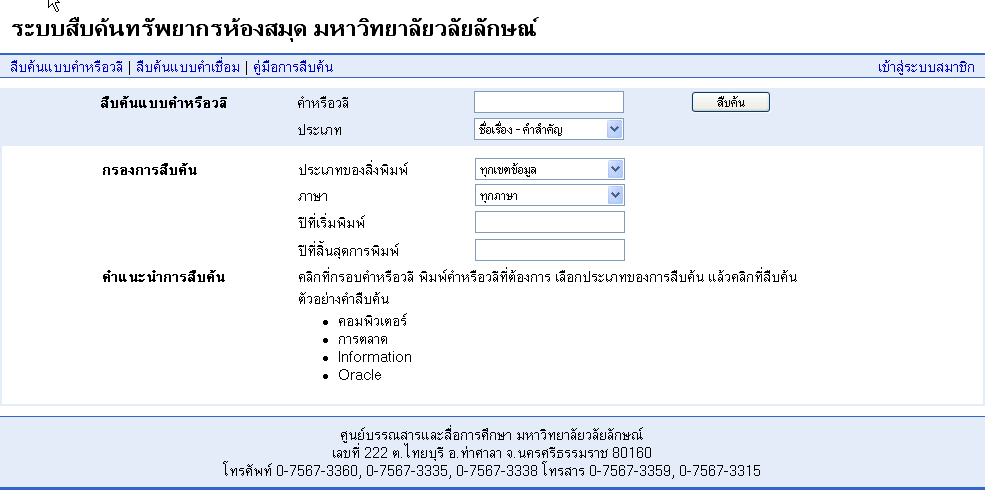 ระบบสืบค้นทรัพยากรห้องสมุด มหาวิทยาลัยวลัยลักษณ์
สืบค้นแบบคำหรือวลี | สืบค้นแบบคำเชื่อม | คู่มือการสืบค้น เข้าสู่ระบบสมาชิก
สืบค้นแบบคำหรือวลี คำหรือวลี สืบค้น
ประเภท ชื่อเรื่อง - คำสำคัญ
กรองการสืบค้น ประเภทของสิ่งพิมพ์ ทุกเขตข้อมูล
ภาษา ทุกภาษา
ปีที่เริ่มพิมพ์
ปีที่สิ้นสุดการพิมพ์
คำแนะนำการสืบค้น คลิกที่กรอบคำหรือวลี พิมพ์คำหรือวลีที่ต้องการ เลือกประเภทของการสืบค้น แล้วคลิกที่สืบค้น
ตัวอย่างคำสืบค้น
• คอมพิวเตอร์
• การตลาด
• Information
• Oracle
ศูนย์บรรณสารและสื่อการศึกษา มหาวิทยาลัยวลัยลักษณ์
เลขที่ 222 ต.ไทยบุรี อ.ท่าศาลา จ.นครศรีธรรมราช 80160
โทรศัพท์ 0-7567-3360, 0-7567-3335, 0-7567-3338 โทรสาร 0-7567-3359, 0-7567-3315